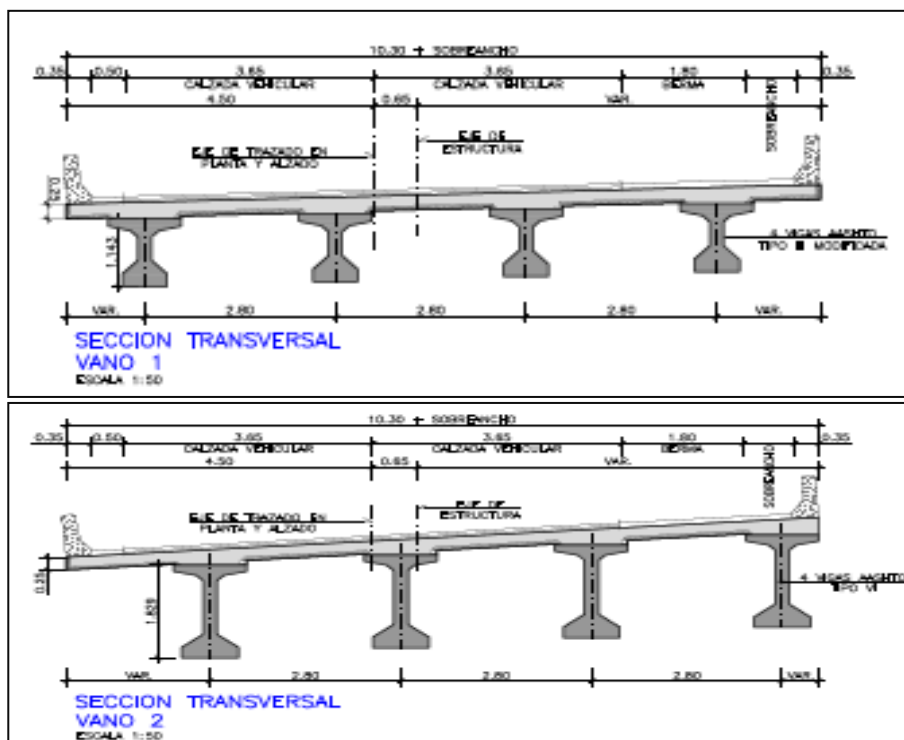 10.30 + SOBREANCHO
0.35 0.50 3.65 3.65 1.80 0.35
CALZADA VEHICULAR CALZADA VEHICULAR BERMA
4.50 0.65 VAR.
SOBREANCHO
EJE DE TRAZADO EN
PLANTA Y ALZADO
EJE DE
ESTRUCTURA
1.143
4 VIGAS AASHTO
TIPO III MODIFICADA
VAR. 2.80 2.80 2.80 VAR.
SECCION TRANSVERSAL
VANO 1
ESCALA 1:50
10.30 + SOBREANCHO
0.35 0.50 3.65 3.65 1.80 0.35
CALZADA VEHICULAR CALZADA VEHICULAR BERMA
4.50 0.65 VAR.
SOBREANCHO
EJE DE TRAZADO EN
PLANTA Y ALZADO
EJE DE
ESTRUCTURA
0.25
4 VIGAS AASHTO
TIPO VI
VAR. 2.80 2.80 2.80 VAR.
SECCION TRANSVERSAL
VANO 2
ESCALA 1:50